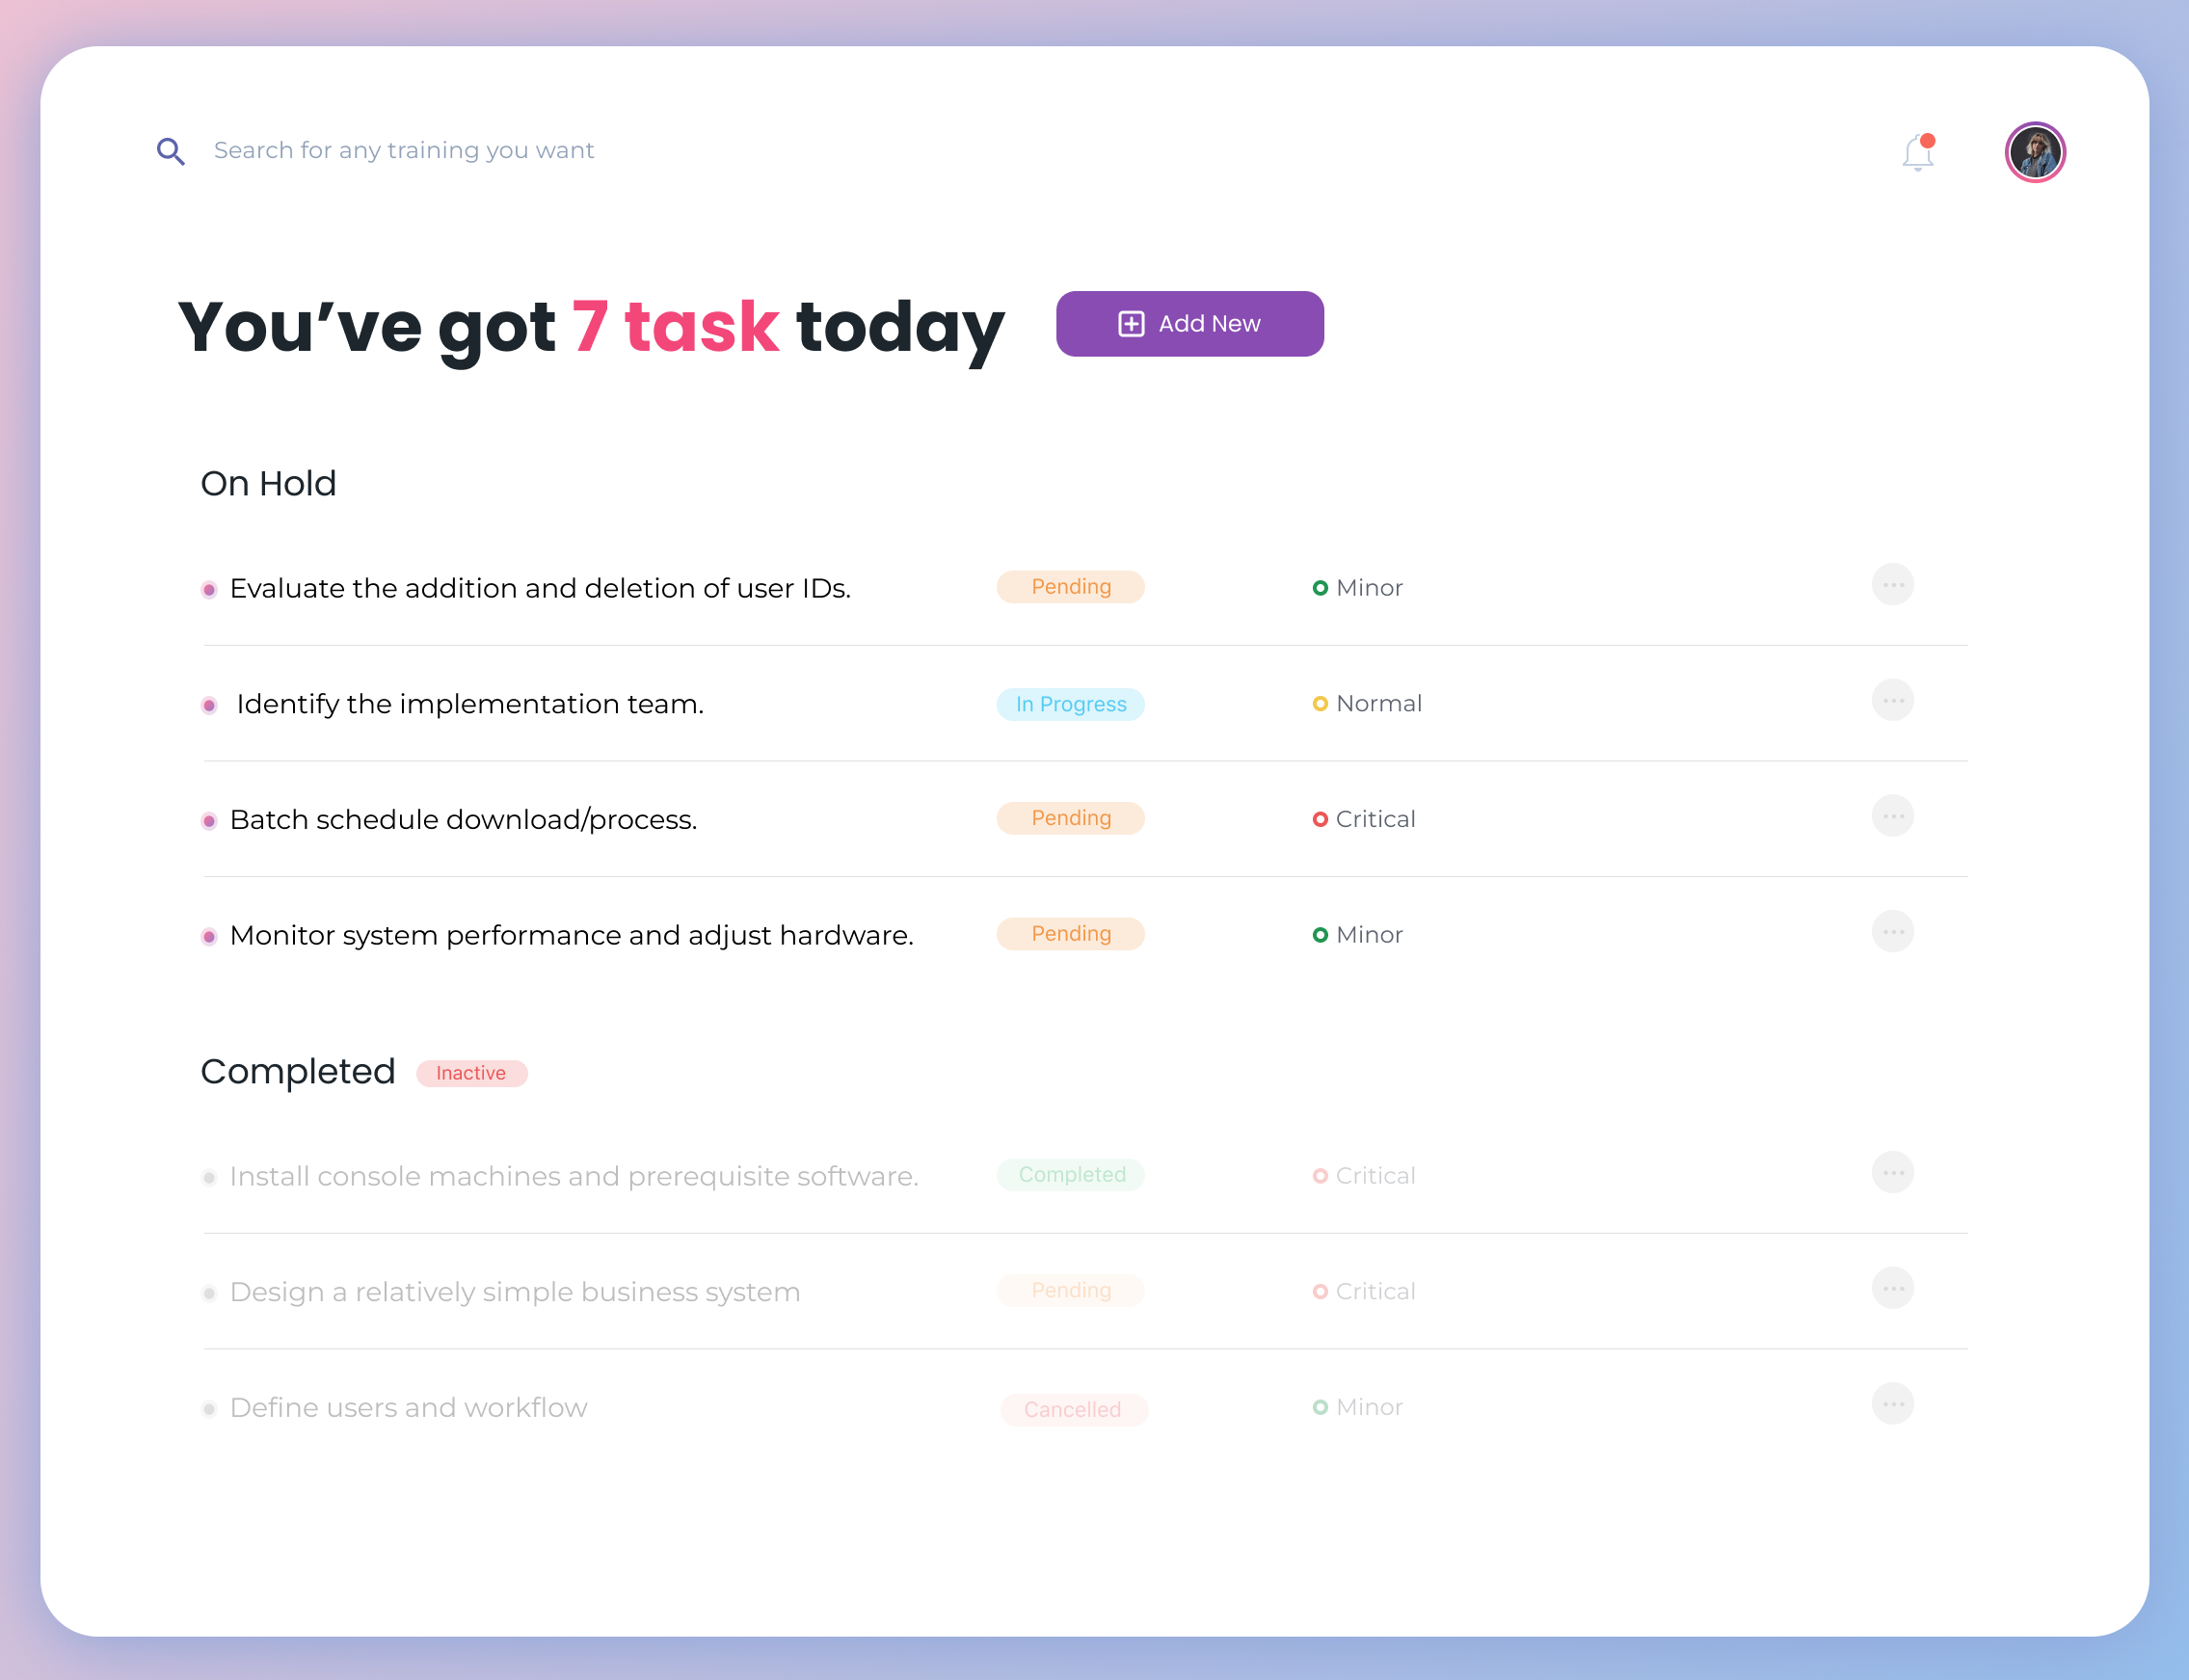 Search for any training you want
You’ve got 7 task today
Add New
On Hold
Evaluate the addition and deletion of user IDs. Pending Minor
Identify the implementation team. In Progress Normal
Batch schedule download/process. Pending Critical
Monitor system performance and adjust hardware. Pending Minor
Completed Inactive
Install console machines and prerequisite software. Completed Critical
Design a relatively simple business system Pending Critical
Define users and workflow Cancelled Minor